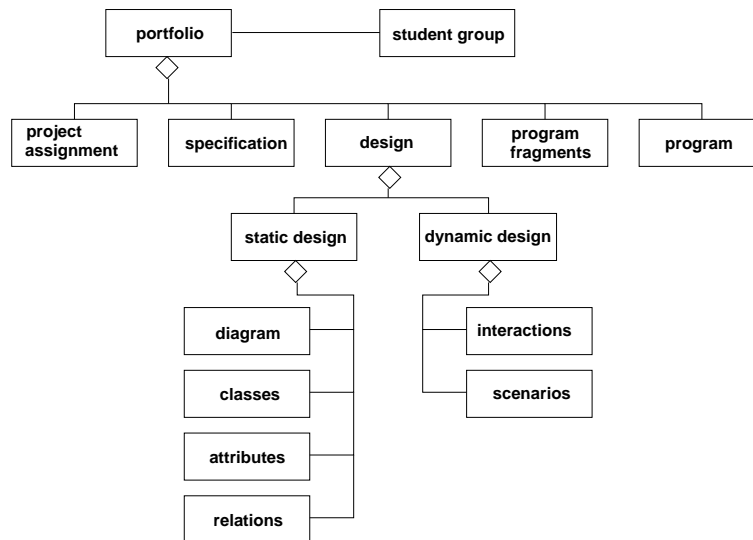 portfolio
student group
project
assignment
specification
design
program
fragments
program
static design
dynamic design
diagram
interactions
classes
scenarios
attributes
relations